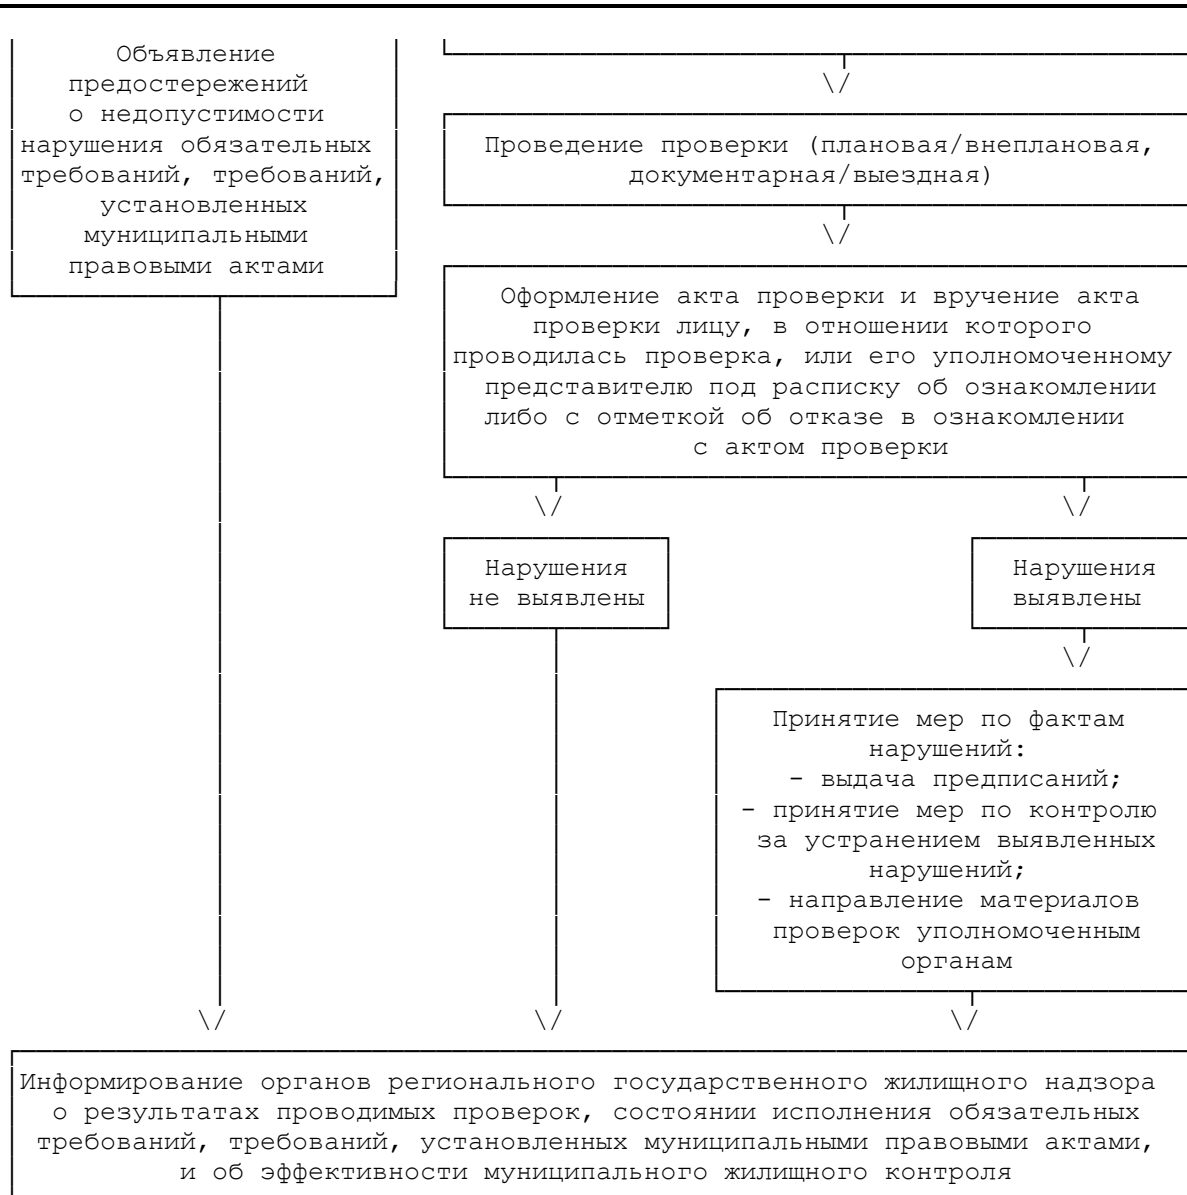 Объявление
предостережений
о недопустимости
нарушения обязательных
требований, требований,
установленных
муниципальными
правовыми актами
Проведение проверки (плановая/внеплановая,
документарная/выездная)
Оформление акта проверки и вручение акта
проверки лицу, в отношении которого
проводилась проверка, или его уполномоченному
представителю под расписку об ознакомлении
либо с отметкой об отказе в ознакомлении
с актом проверки
Нарушения
не выявлены
Нарушения
выявлены
Принятие мер по фактам
нарушений:
- выдача предписаний;
- принятие мер по контролю
за устранением выявленных
нарушений;
- направление материалов
проверок уполномоченным
органам
Информирование органов регионального государственного жилищного надзора
о результатах проводимых проверок, состоянии исполнения обязательных
требований, требований, установленных муниципальными правовыми актами,
и об эффективности муниципального жилищного контроля